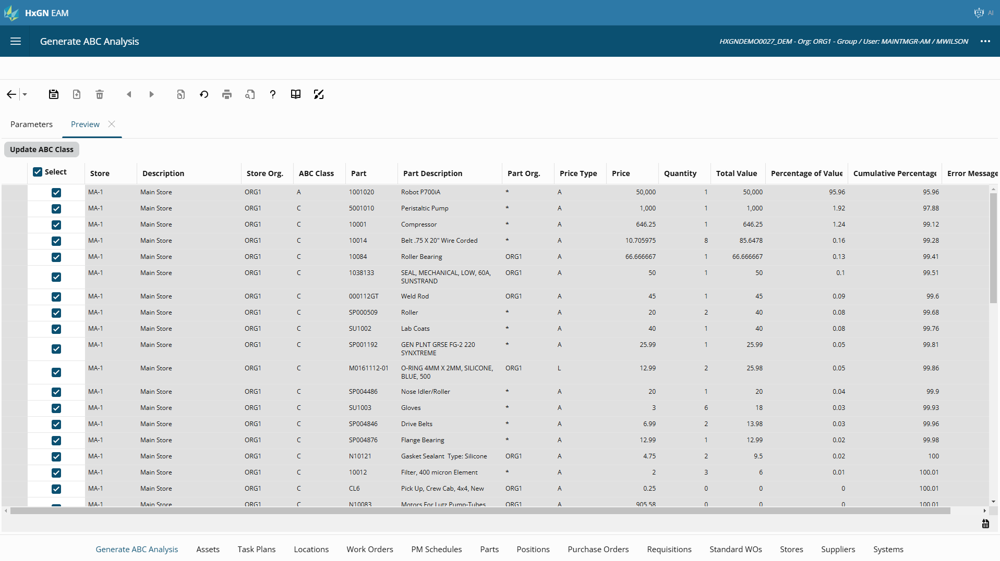 HxGN EAM
AI
Generate ABC Analysis
HXGNDEMO0027_DEM - Org: ORG1 - Group / User: MAINTMGR-AM / MWILSON
Parameters Preview
Update ABC Class
Select Store Description Store Org. ABC Class Part Part Description Part Org. Price Type Price Quantity Total Value Percentage of Value Cumulative Percentage Error Message
MA-1 Main Store ORG1 A 1001020 Robot P700iA * A 50,000 1 50,000 95.96 95.96
MA-1 Main Store ORG1 C 5001010 Peristaltic Pump * A 1,000 1 1,000 1.92 97.88
MA-1 Main Store ORG1 C 10001 Compressor * A 646.25 1 646.25 1.24 99.12
MA-1 Main Store ORG1 C 10014 Belt .75 X 20" Wire Corded * A 10.705975 8 85.6478 0.16 99.28
MA-1 Main Store ORG1 C 10084 Roller Bearing ORG1 A 66.666667 1 66.666667 0.13 99.41
MA-1 Main Store ORG1 C 1038133 SEAL, MECHANICAL, LOW, 60A, ORG1 A 50 1 50 0.1 99.51
SUNSTRAND
MA-1 Main Store ORG1 C 000112GT Weld Rod ORG1 A 45 1 45 0.09 99.6
MA-1 Main Store ORG1 C SP000509 Roller * A 20 2 40 0.08 99.68
MA-1 Main Store ORG1 C SU1002 Lab Coats * A 40 1 40 0.08 99.76
MA-1 Main Store ORG1 C SP001192 GEN PLNT GRSE FG-2 220 * A 25.99 1 25.99 0.05 99.81
SYNXTREME
MA-1 Main Store ORG1 C M0161112-01 O-RING 4MM X 2MM, SILICONE, ORG1 L 12.99 2 25.98 0.05 99.86
BLUE, 500
MA-1 Main Store ORG1 C SP004486 Nose Idler/Roller * A 20 1 20 0.04 99.9
MA-1 Main Store ORG1 C SU1003 Gloves * A 3 6 18 0.03 99.93
MA-1 Main Store ORG1 C SP004846 Drive Belts * A 6.99 2 13.98 0.03 99.96
MA-1 Main Store ORG1 C SP004876 Flange Bearing * A 12.99 1 12.99 0.02 99.98
MA-1 Main Store ORG1 C N10121 Gasket Sealant  Type: Silicone ORG1 A 4.75 2 9.5 0.02 100
MA-1 Main Store ORG1 C 10012 Filter, 400 micron Element * A 2 3 6 0.01 100.01
MA-1 Main Store ORG1 C CL6 Pick Up, Crew Cab, 4x4, New ORG1 A 0.25 0 0 0 100.01
MA-1 Main Store ORG1 C N10083 Motors For Lutz Pump-Tubes ORG1 A 905.58 0 0 0 100.01
Generate ABC Analysis Assets Task Plans Locations Work Orders PM Schedules Parts Positions Purchase Orders Requisitions Standard WOs Stores Suppliers Systems